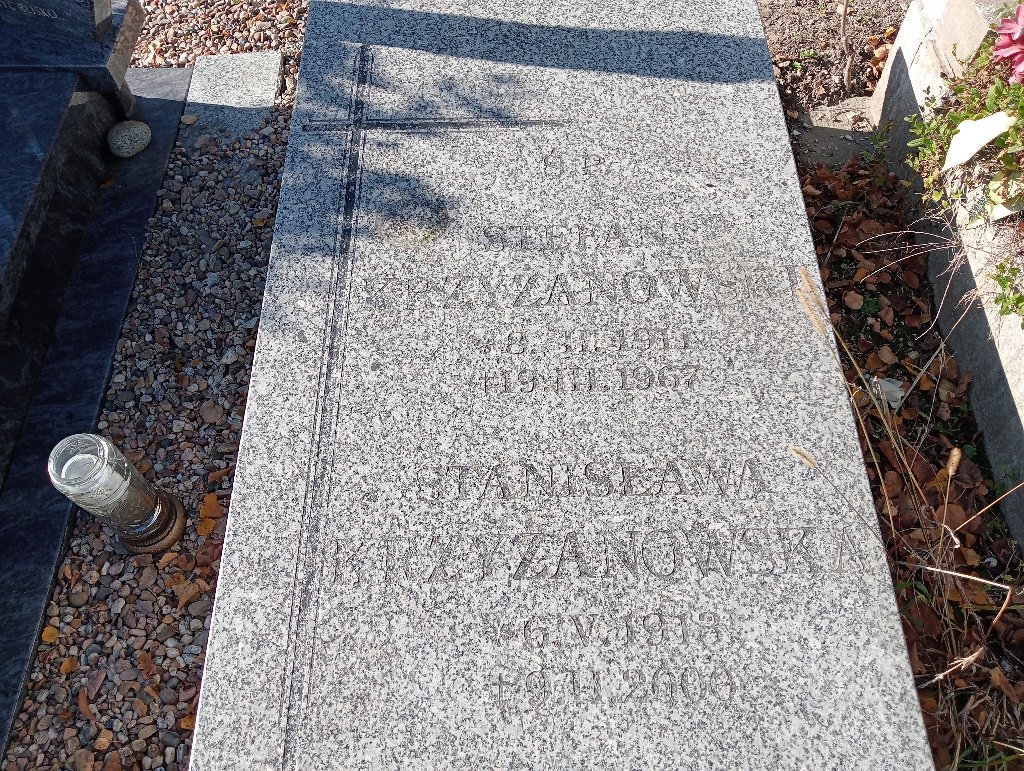 Ś. P.
STEFAN
KRZYŻANOWSKI
* 8. II. 1911
+ 19. III. 1967
STANISŁAWA
KRZYŻANOWSKA
* 6. V. 1918
+ 9. II. 2000